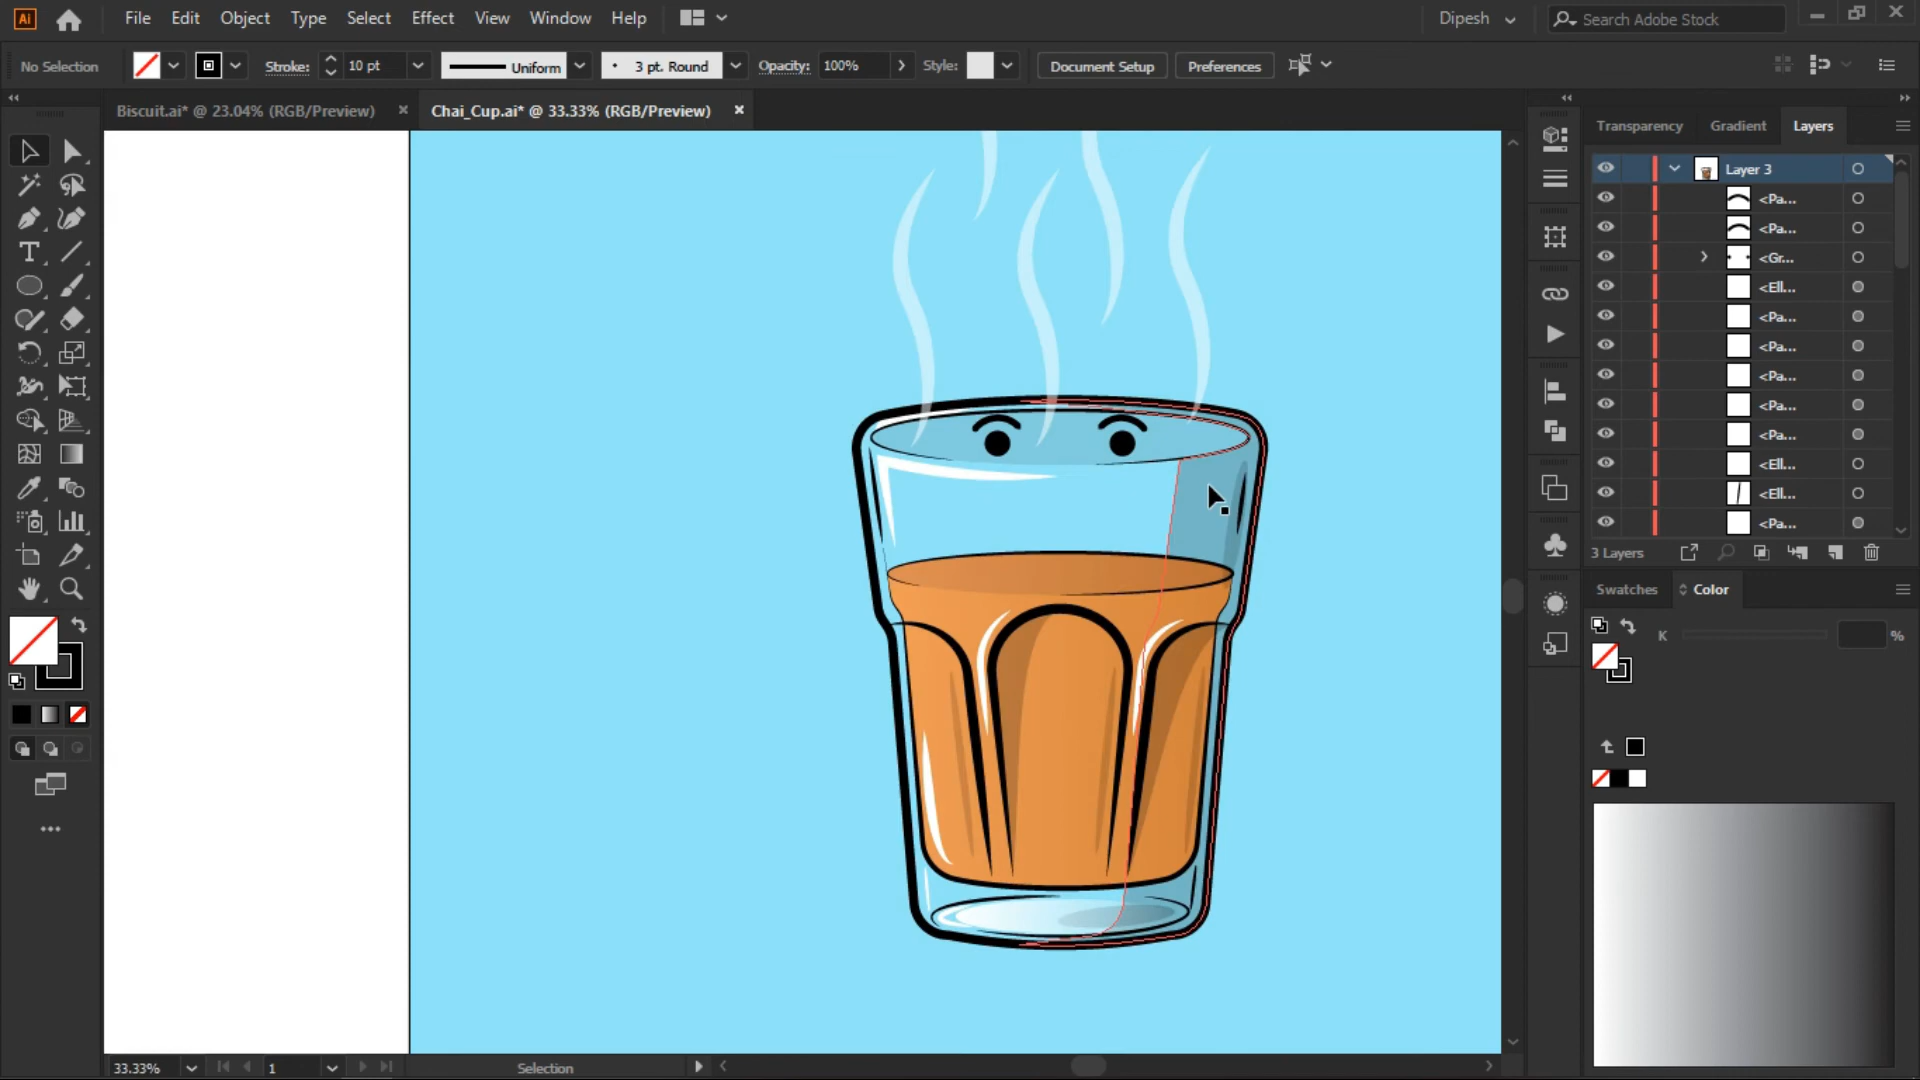 Ai File Edit Object Type Select Effect View Window Help Dipesh Search Adobe Stock
No Selection Stroke: 10 pt Uniform 3 pt. Round Opacity: 100% Style: Document Setup Preferences
Biscuit.ai* @ 23.04% (RGB/Preview) × Chai_Cup.ai* @ 33.33% (RGB/Preview) ×
Transparency Gradient Layers
Layer 3
<Pa...
<Pa...
<Gr...
<Ell...
<Pa...
<Pa...
<Pa...
<Pa...
<Pa...
<Ell...
<Ell...
<Pa...
3 Layers
Swatches Color
K %
33.33% 1 Selection